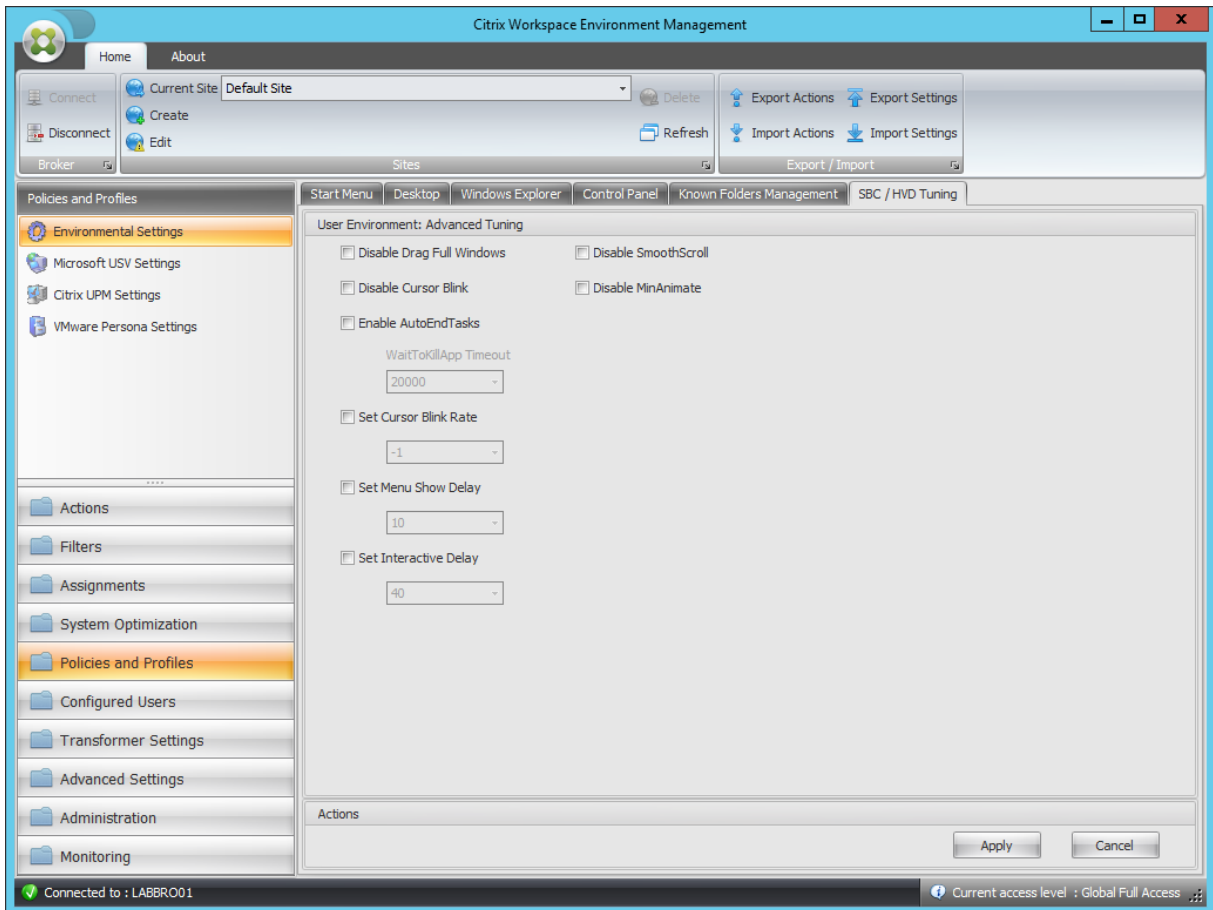 Citrix Workspace Environment Management
Home About
Connect
Disconnect
Broker
Current Site Default Site
Create
Edit
Delete
Refresh
Sites
Export Actions Export Settings
Import Actions Import Settings
Export / Import
Policies and Profiles
Environmental Settings
Microsoft USV Settings
Citrix UPM Settings
VMware Persona Settings
Actions
Filters
Assignments
System Optimization
Policies and Profiles
Configured Users
Transformer Settings
Advanced Settings
Administration
Monitoring
Start Menu Desktop Windows Explorer Control Panel Known Folders Management SBC / HVD Tuning
User Environment: Advanced Tuning
Disable Drag Full Windows Disable SmoothScroll
Disable Cursor Blink Disable MinAnimate
Enable AutoEndTasks
WaitToKillApp Timeout
20000
Set Cursor Blink Rate
-1
Set Menu Show Delay
10
Set Interactive Delay
40
Actions
Apply Cancel
Connected to : LABBRO01
Current access level : Global Full Access